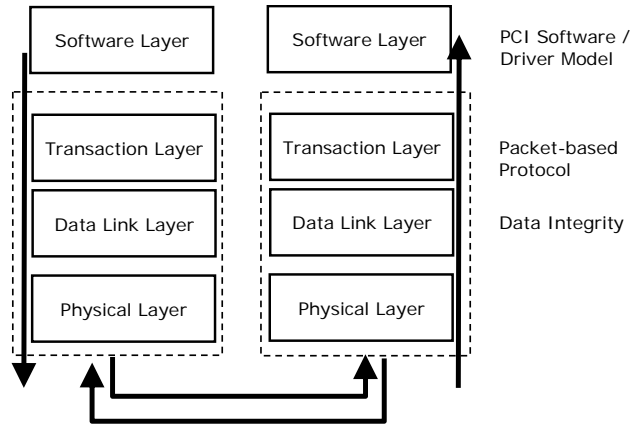 Software Layer
Software Layer
PCI Software /
Driver Model
Transaction Layer
Transaction Layer
Packet-based
Protocol
Data Link Layer
Data Link Layer
Data Integrity
Physical Layer
Physical Layer